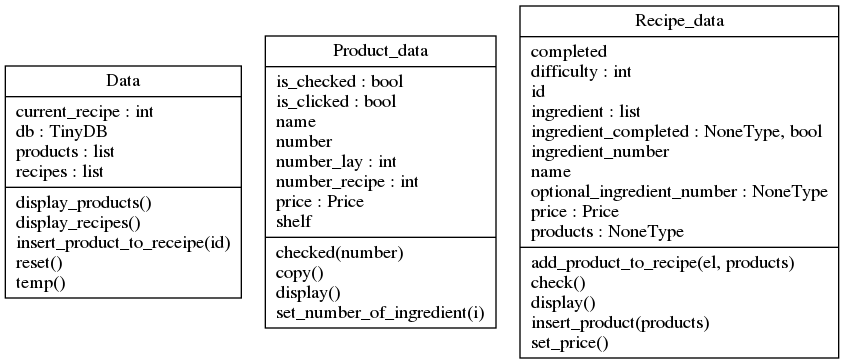 Data
current_recipe : int
db : TinyDB
products : list
recipes : list
display_products()
display_recipes()
insert_product_to_receipe(id)
reset()
temp()
Product_data
is_checked : bool
is_clicked : bool
name
number
number_lay : int
number_recipe : int
price : Price
shelf
checked(number)
copy()
display()
set_number_of_ingredient(i)
Recipe_data
completed
difficulty : int
id
ingredient : list
ingredient_completed : NoneType, bool
ingredient_number
name
optional_ingredient_number : NoneType
price : Price
products : NoneType
add_product_to_recipe(el, products)
check()
display()
insert_product(products)
set_price()